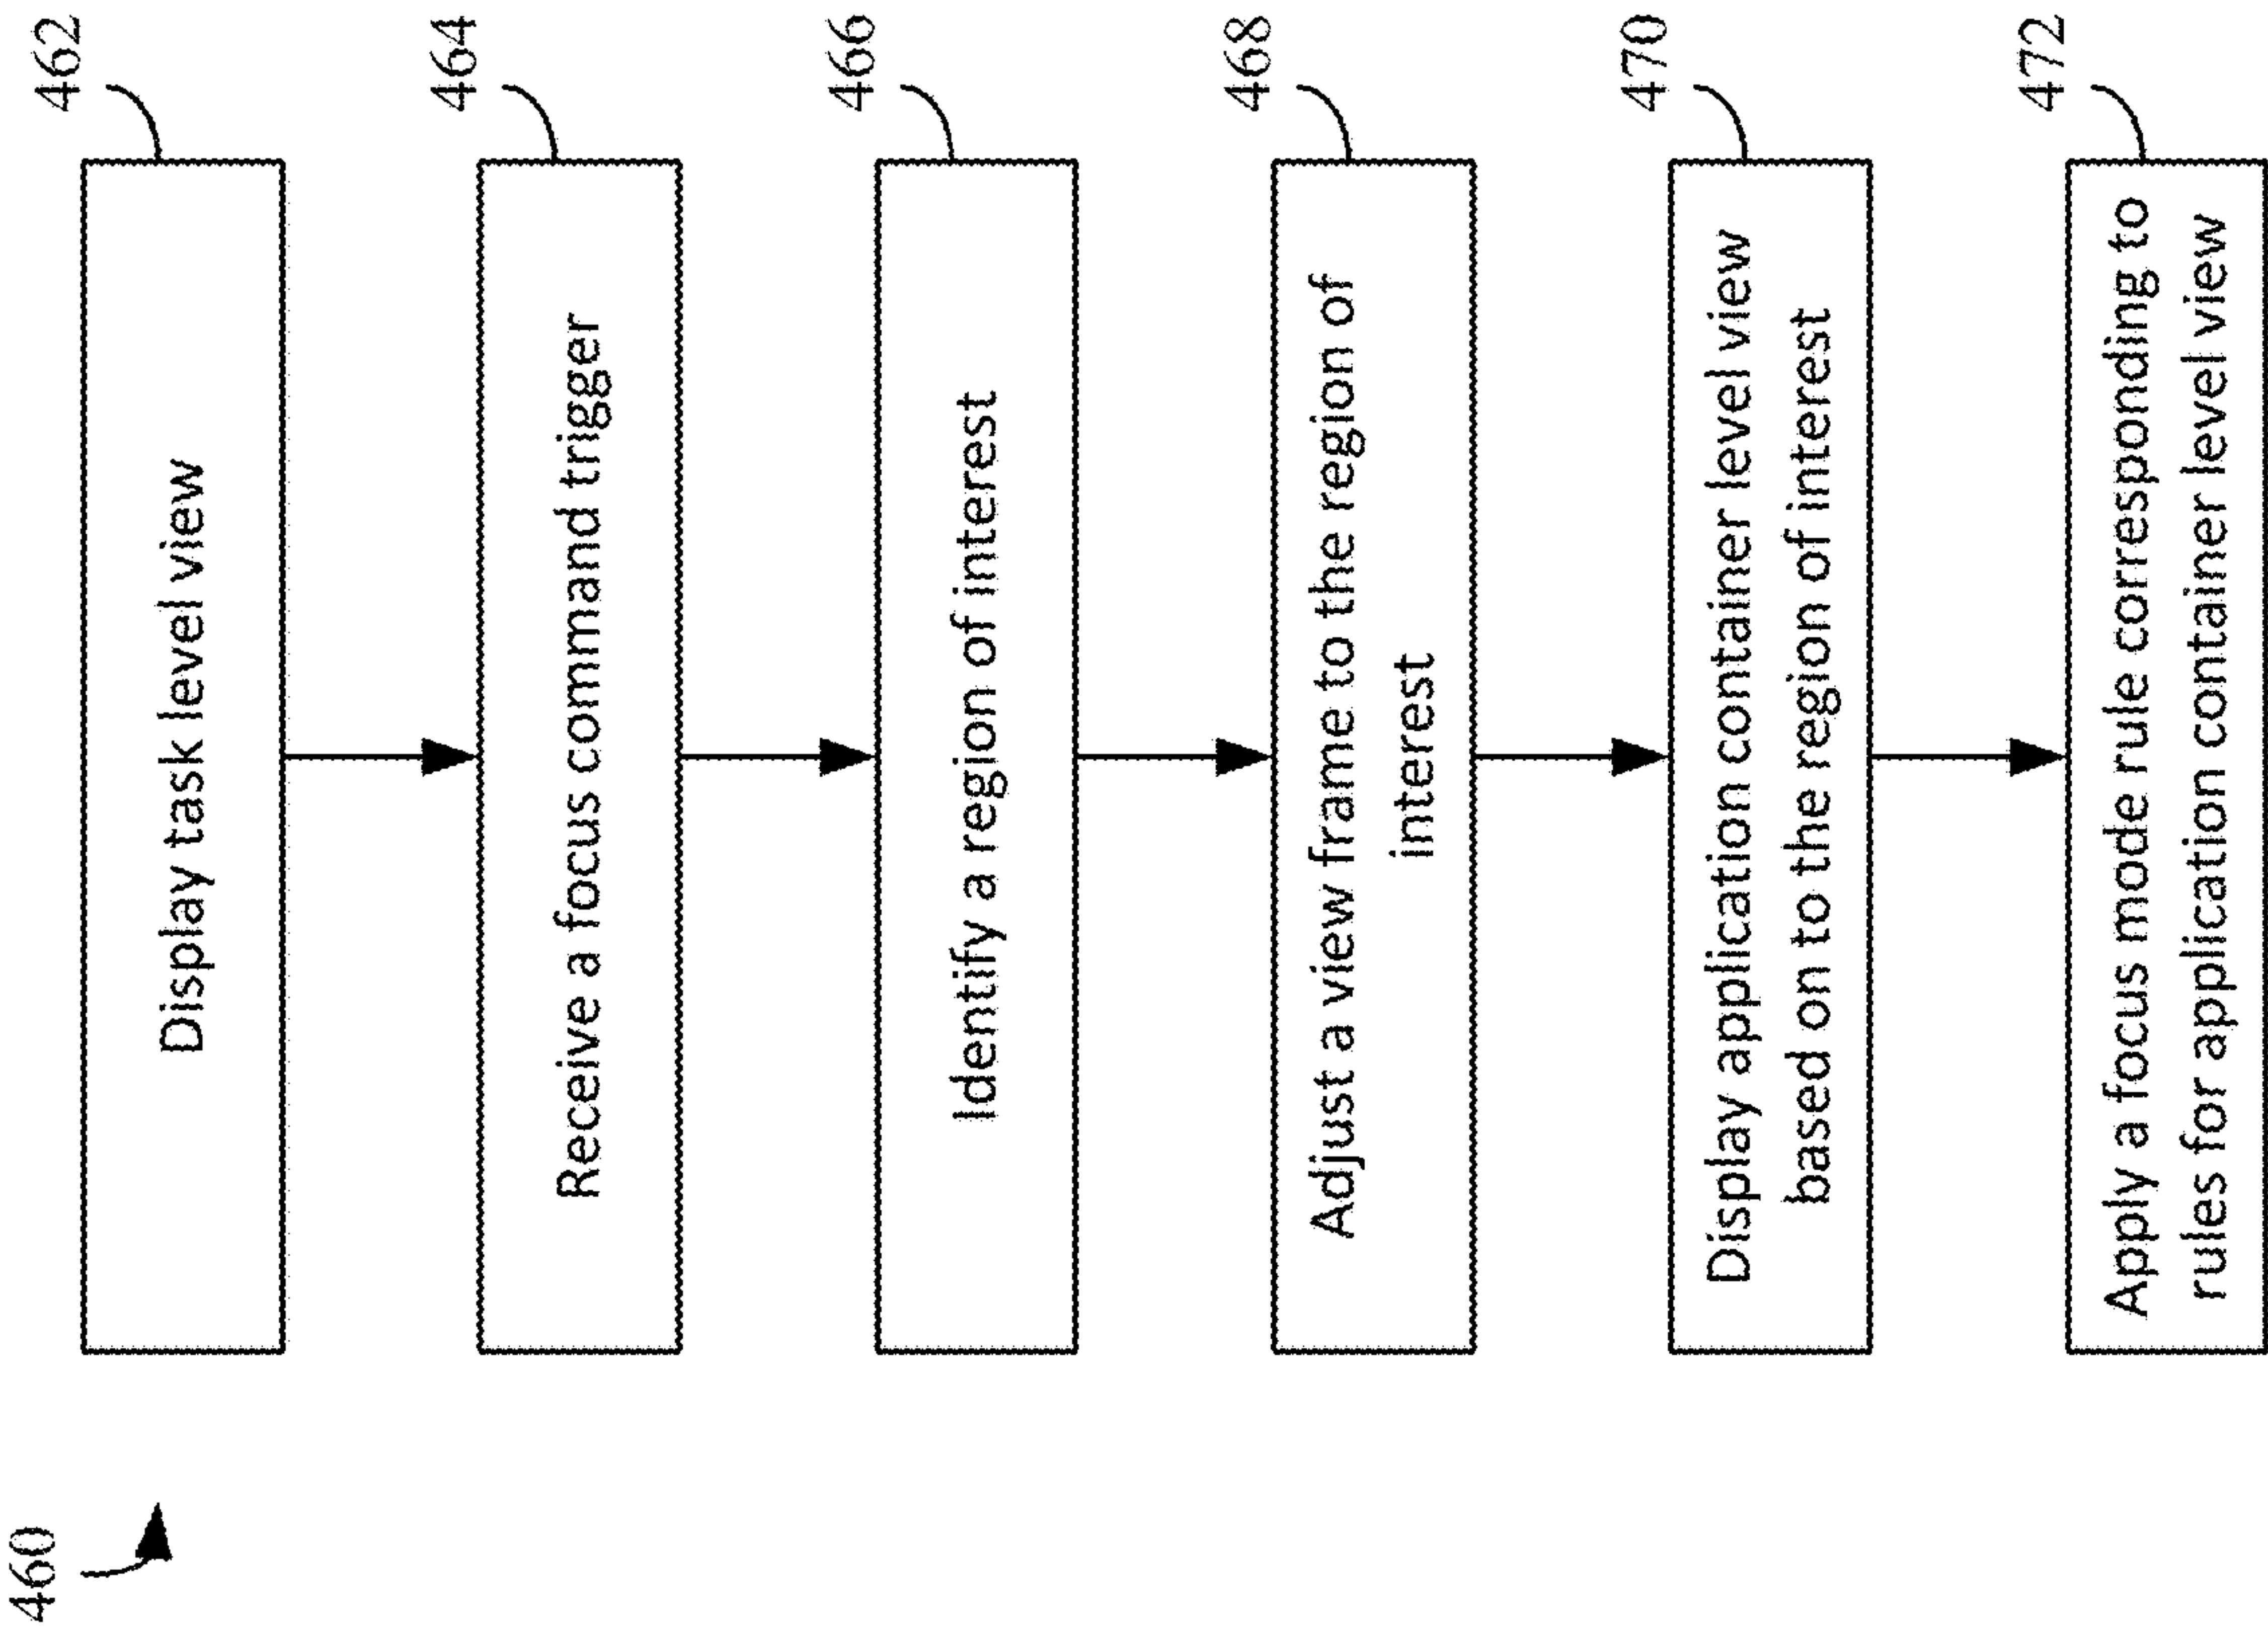 460
462
Display task level view
464
Receive a focus command trigger
466
Identify a region of interest
468
Adjust a view frame to the region of
interest
470
Display application container level view
based on to the region of interest
472
Apply a focus mode rule corresponding to
rules for application container level view